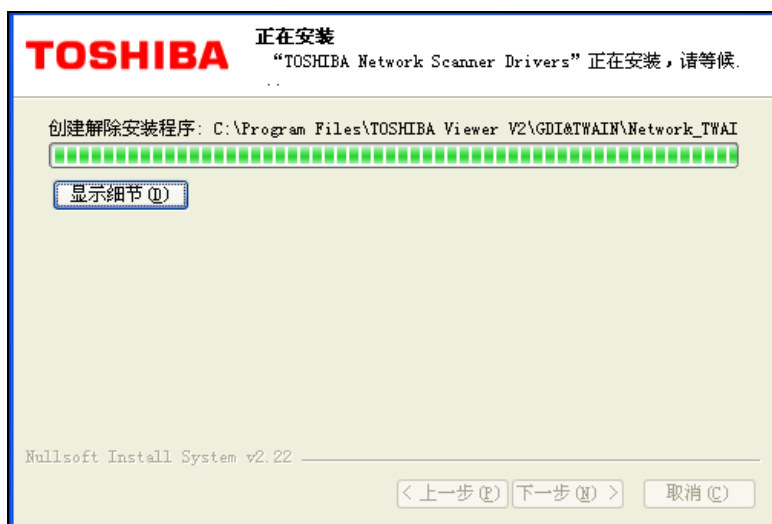 TOSHIBA
正在安装
“TOSHIBA Network Scanner Drivers”正在安装，请等候.
..
创建解除安装程序: C:\Program Files\TOSHIBA Viewer V2\GDI&TWAIN\Network_TWAI
显示细节(D)
Nullsoft Install System v2.22
< 上一步(P) 下一步(N) > 取消(C)